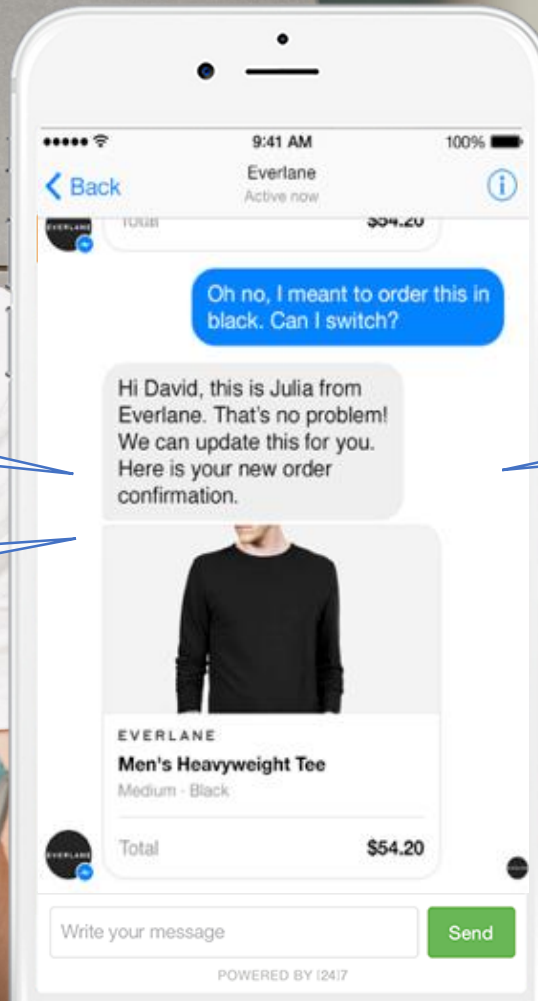 9:41 AM
100%
Back
Everlane
Active now
Total
$54.20
Oh no, I meant to order this in
black. Can I switch?
Hi David, this is Julia from
Everlane. That's no problem!
We can update this for you.
Here is your new order
confirmation.
EVERLANE
Men's Heavyweight Tee
Medium - Black
EVERLANE
Total
$54.20
Write your message
Send
POWERED BY [24]7